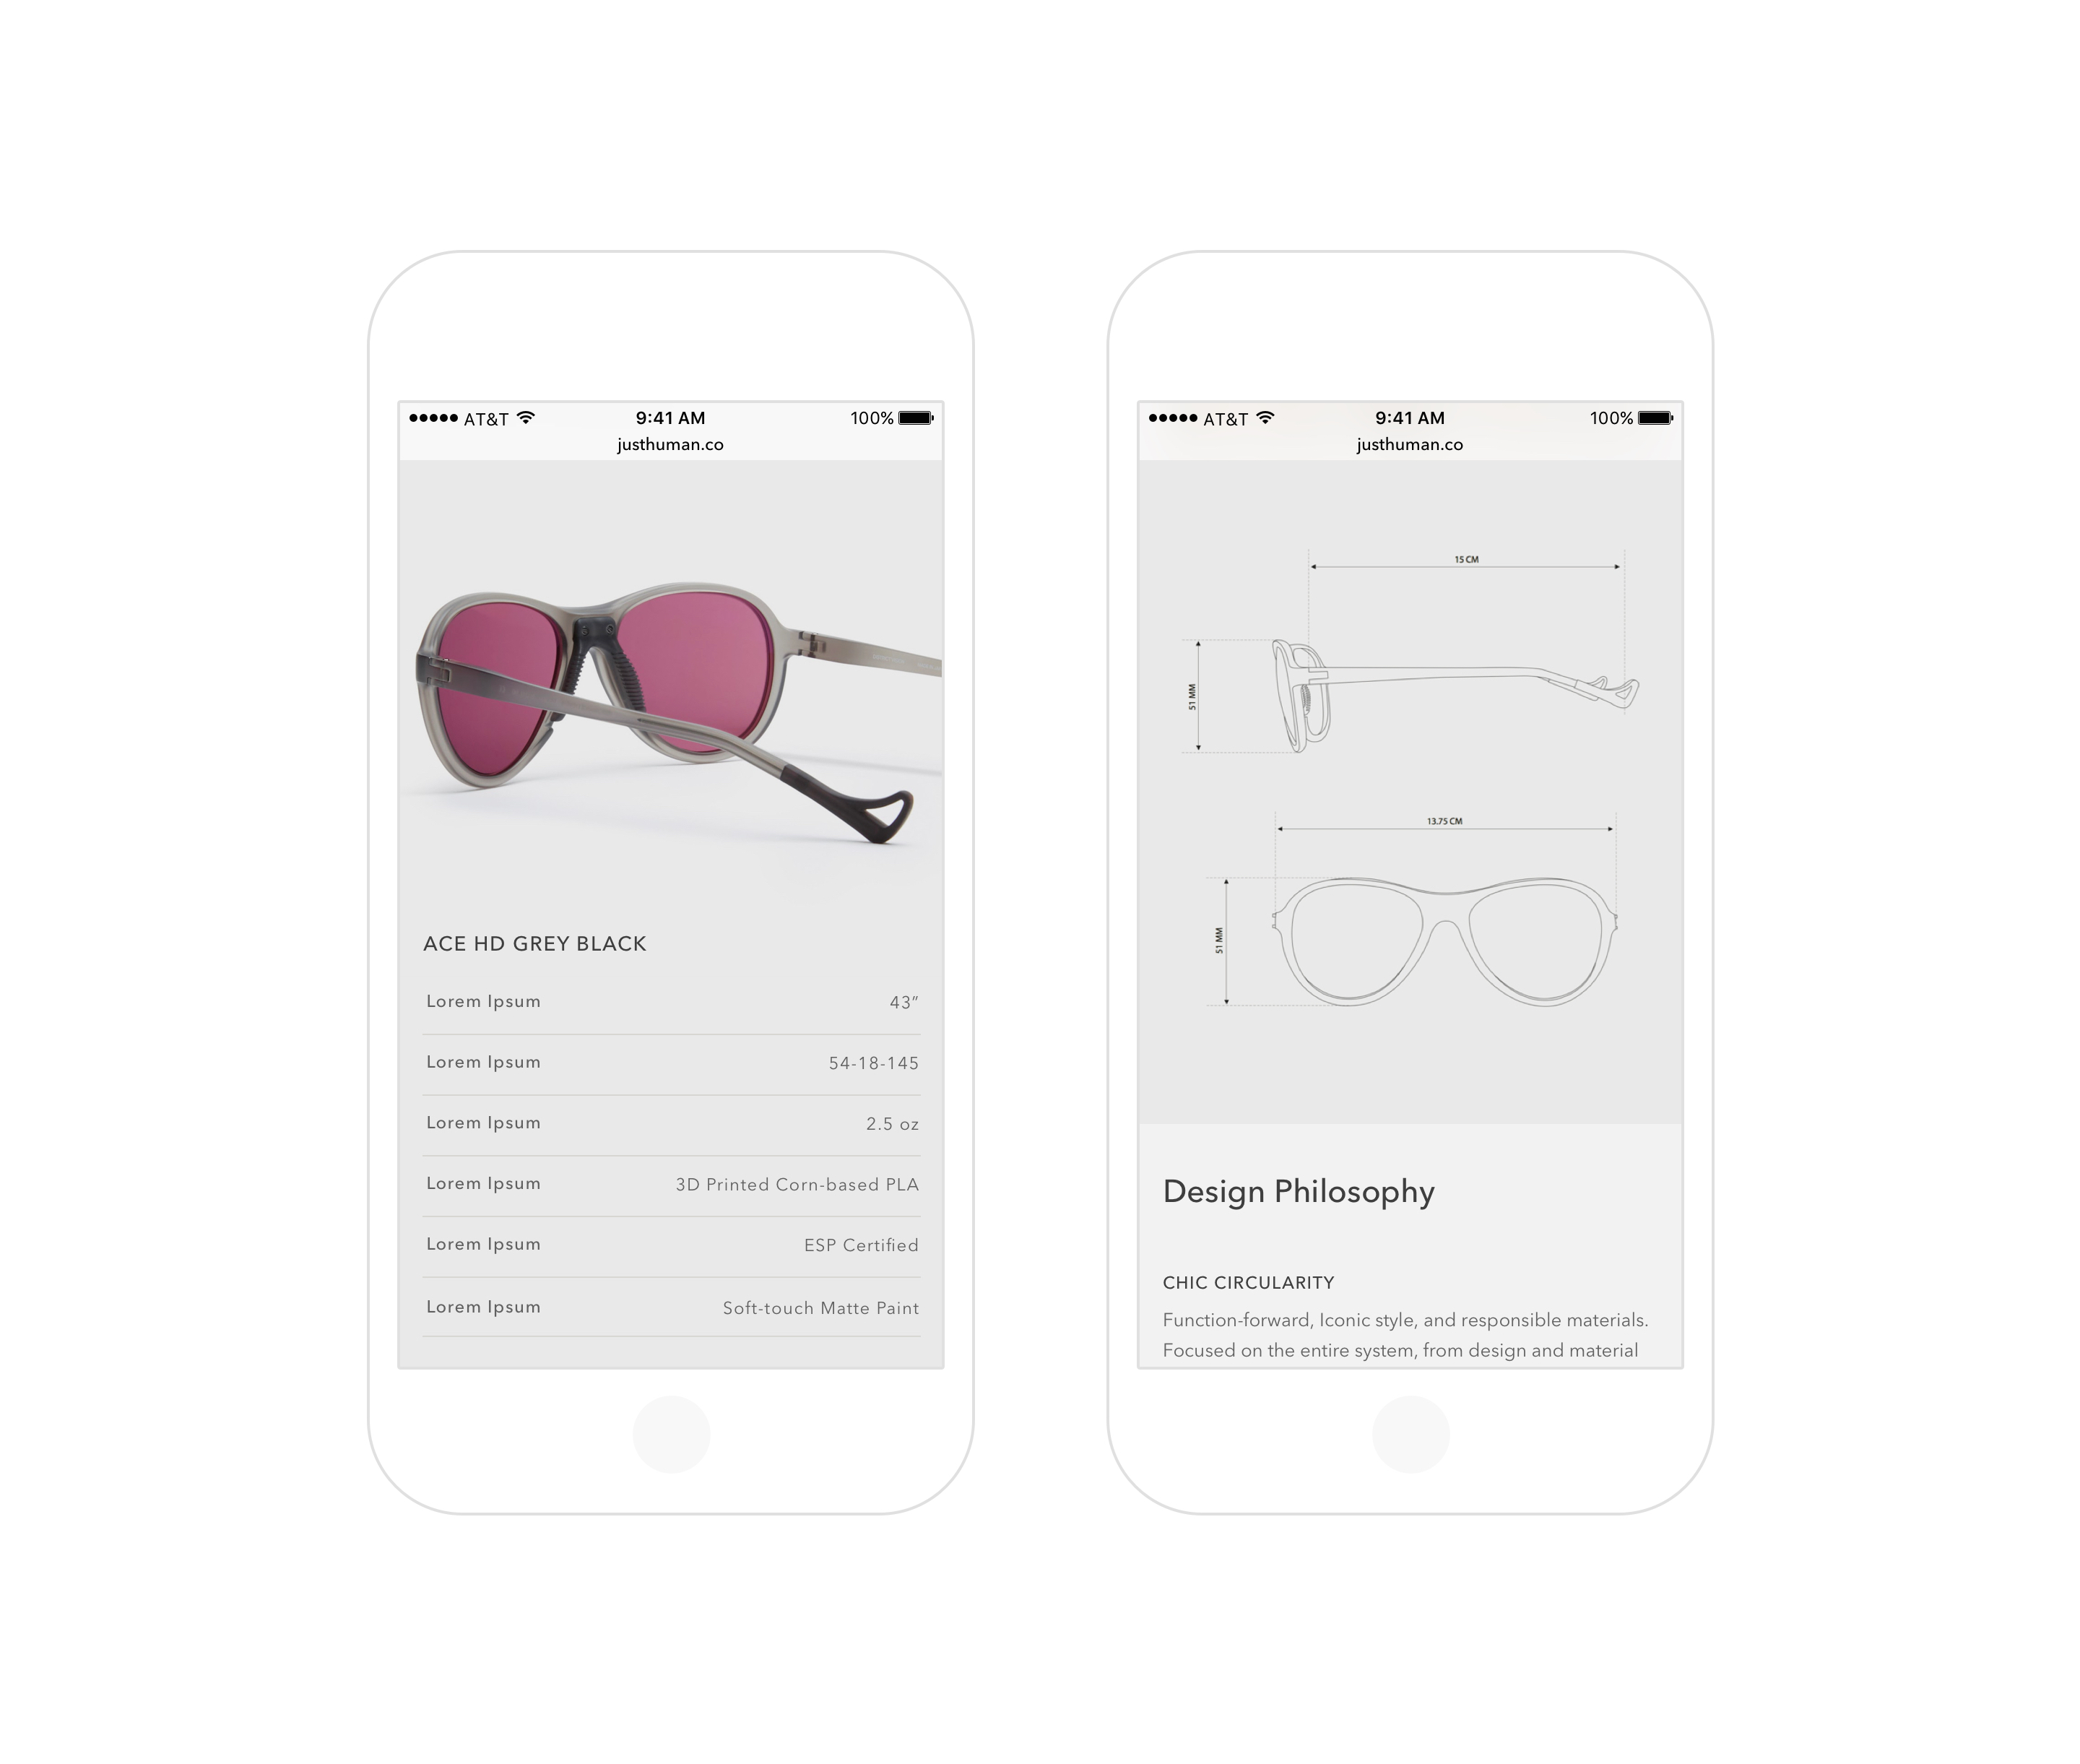 AT&T 9:41 AM 100%
justhuman.co
ACE HD GREY BLACK
Lorem Ipsum 43”
Lorem Ipsum 54-18-145
Lorem Ipsum 2.5 oz
Lorem Ipsum 3D Printed Corn-based PLA
Lorem Ipsum ESP Certified
Lorem Ipsum Soft-touch Matte Paint
AT&T 9:41 AM 100%
justhuman.co
15 CM
51 MM
13.75 CM
51 MM
Design Philosophy
CHIC CIRCULARITY
Function-forward, Iconic style, and responsible materials.
Focused on the entire system, from design and material